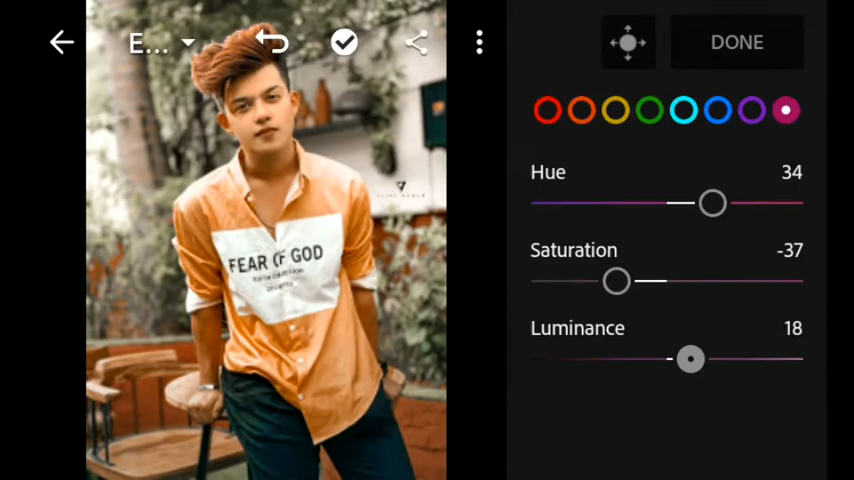 E...
DONE
Hue 34
Saturation -37
Luminance 18
FEAR OF GOD